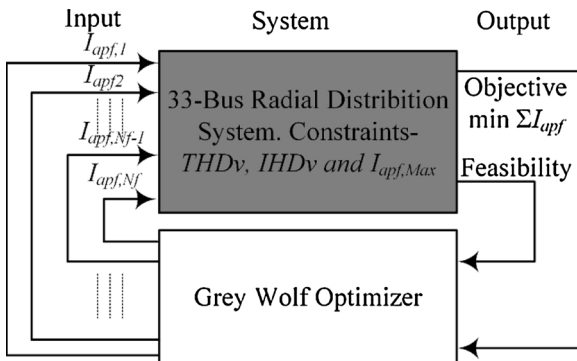 Input
System
Output
I_apf,1
I_apf2
I_apf,Nf-1
I_apf,Nf
33-Bus Radial Distribition
System. Constraints-
THDv, IHDv and I_apf,Max
Objective
min ΣI_apf
Feasibility
Grey Wolf Optimizer